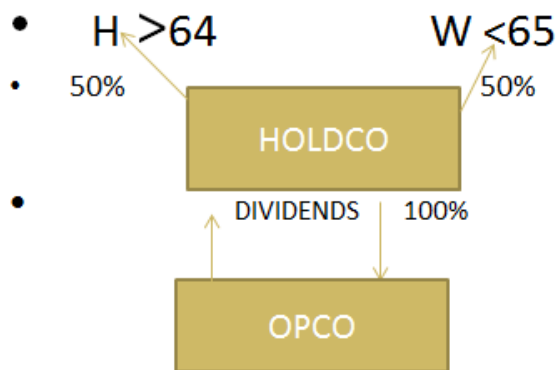 • H >64 W <65
• 50% 50%
HOLDCO
• DIVIDENDS 100%
OPCO